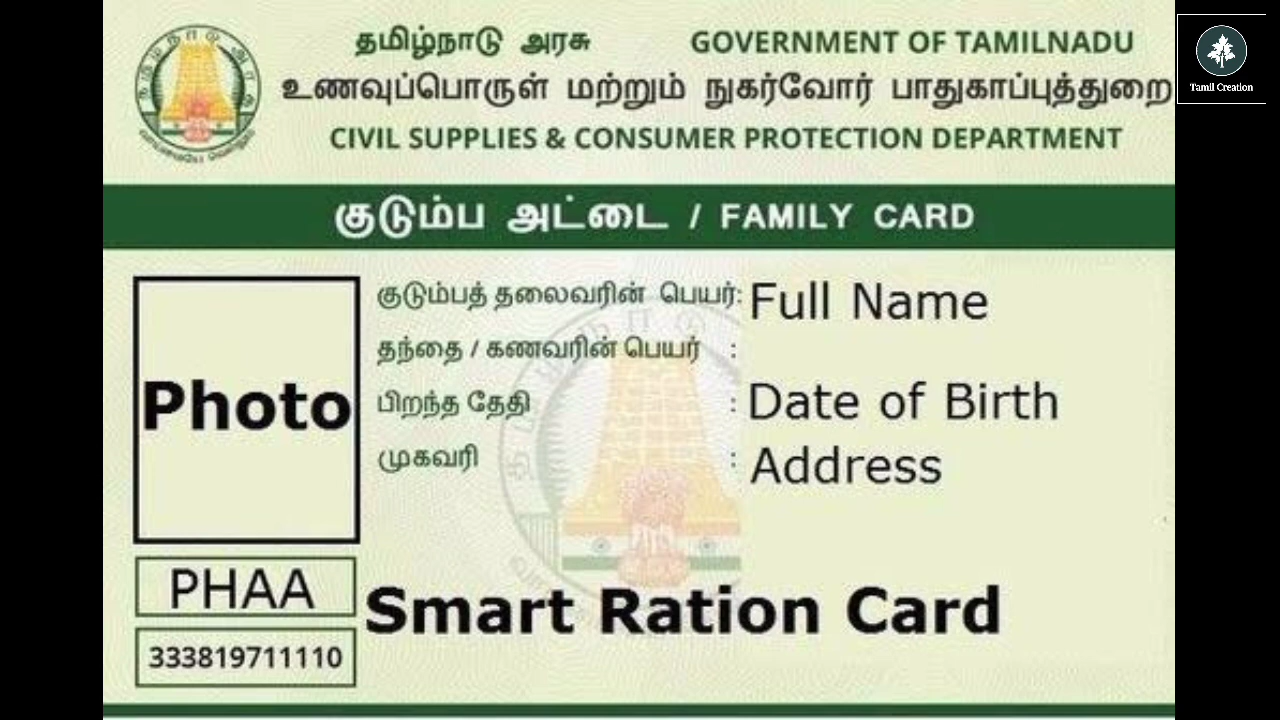 தமிழ்நாடு அரசு GOVERNMENT OF TAMILNADU
உணவுப்பொருள் மற்றும் நுகர்வோர் பாதுகாப்புத்துறை
CIVIL SUPPLIES & CONSUMER PROTECTION DEPARTMENT
Tamil Creation
குடும்ப அட்டை / FAMILY CARD
குடும்பத் தலைவரின் பெயர்: Full Name
தந்தை / கணவரின் பெயர் :
Photo
பிறந்த தேதி : Date of Birth
முகவரி : Address
PHAA
Smart Ration Card
333819711110